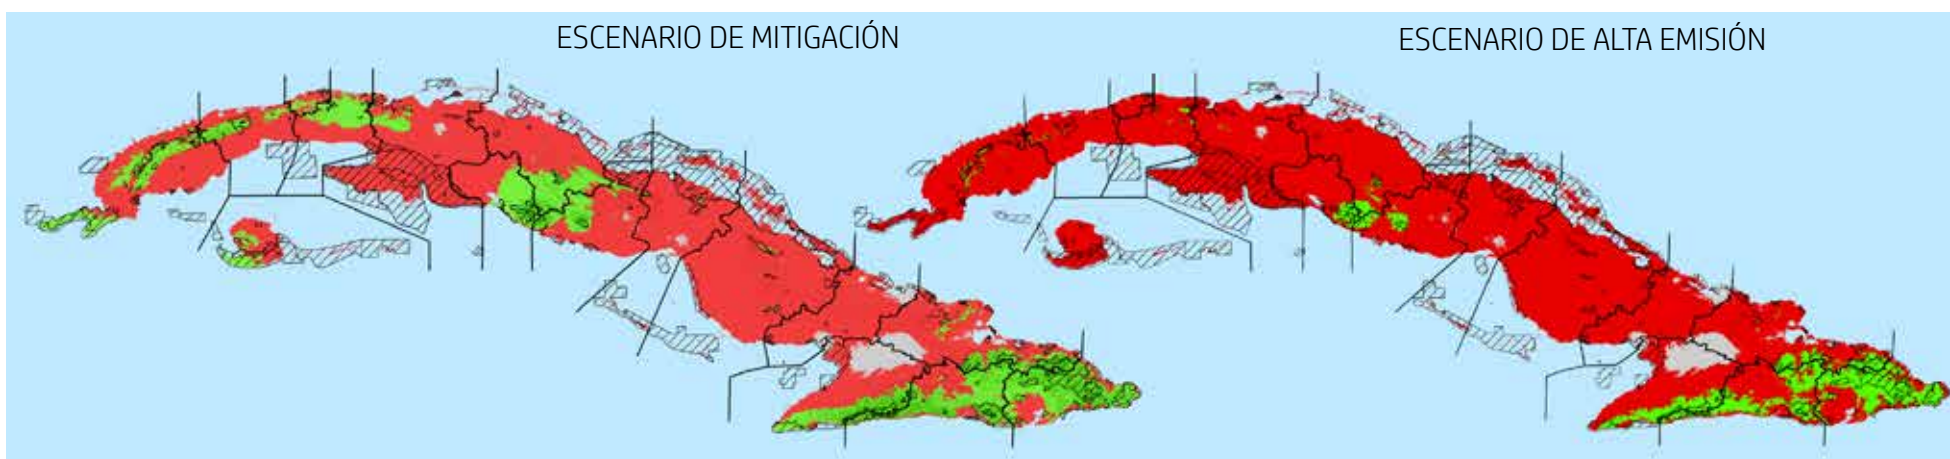 ESCENARIO DE MITIGACIÓN
ESCENARIO DE ALTA EMISIÓN